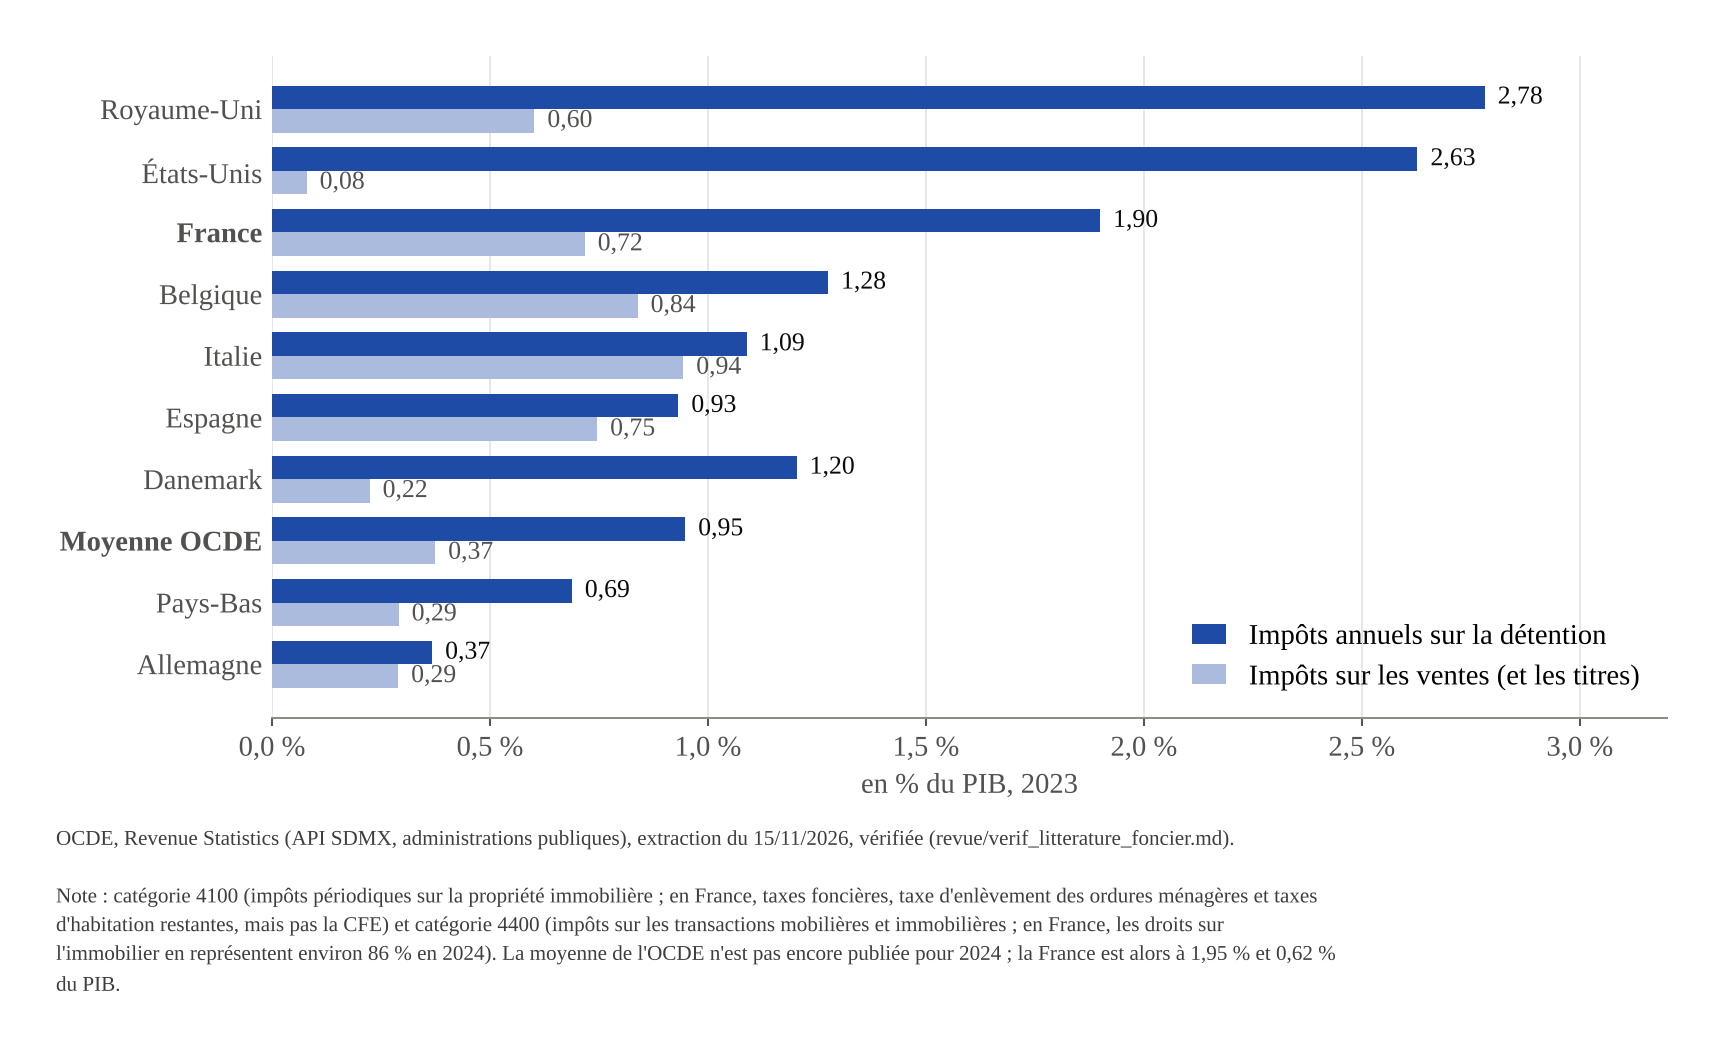 Royaume-Uni 2,78
0,60
États-Unis 2,63
0,08
France 1,90
0,72
Belgique 1,28
0,84
Italie 1,09
0,94
Espagne 0,93
0,75
Danemark 1,20
0,22
Moyenne OCDE 0,95
0,37
Pays-Bas 0,69
0,29
Allemagne 0,37
0,29
Impôts annuels sur la détention
Impôts sur les ventes (et les titres)
0,0 % 0,5 % 1,0 % 1,5 % 2,0 % 2,5 % 3,0 %
en % du PIB, 2023
OCDE, Revenue Statistics (API SDMX, administrations publiques), extraction du 15/11/2026, vérifiée (revue/verif_litterature_foncier.md).
Note : catégorie 4100 (impôts périodiques sur la propriété immobilière ; en France, taxes foncières, taxe d'enlèvement des ordures ménagères et taxes
d'habitation restantes, mais pas la CFE) et catégorie 4400 (impôts sur les transactions mobilières et immobilières ; en France, les droits sur
l'immobilier en représentent environ 86 % en 2024). La moyenne de l'OCDE n'est pas encore publiée pour 2024 ; la France est alors à 1,95 % et 0,62 %
du PIB.